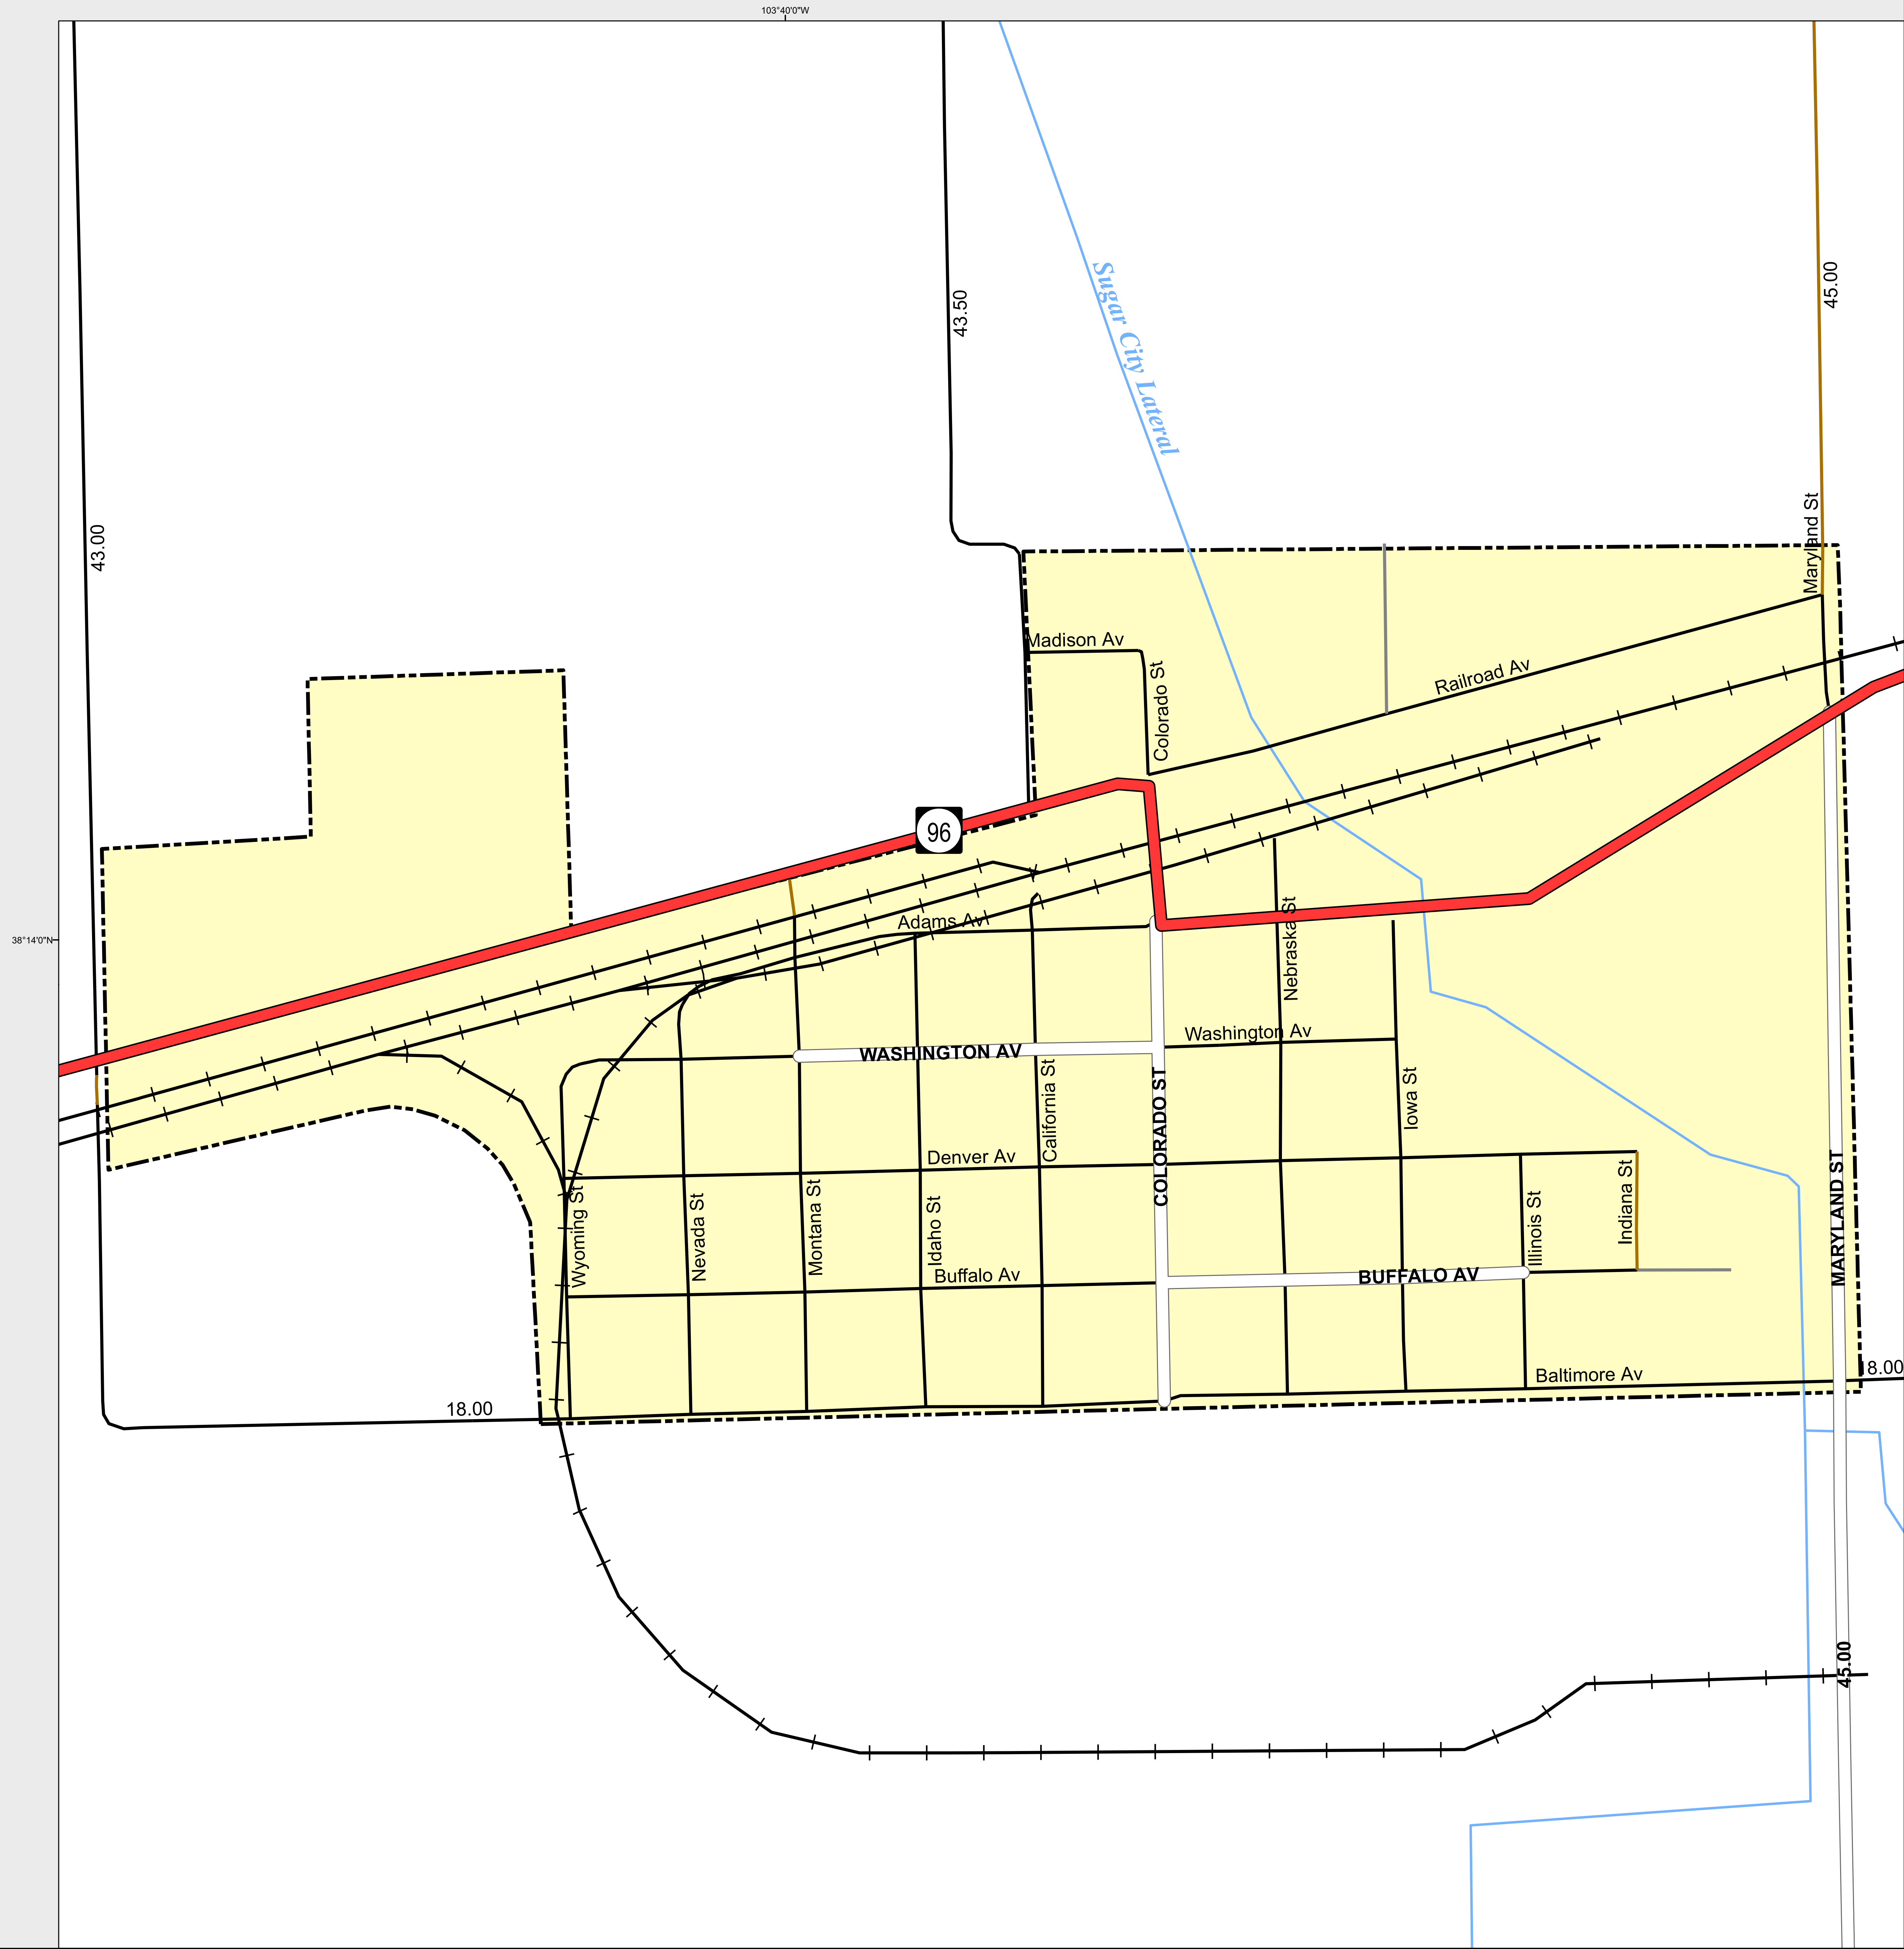 103°40'0"W
45.00
43.50
Sugar City Lateral
43.00
Maryland St
Madison Av
Colorado St
Railroad Av
96
Adams Av
38°14'0"N
Nebraska St
Washington Av
WASHINGTON AV
California St
COLORADO ST
Iowa St
Denver Av
Wyoming St
Nevada St
Montana St
Idaho St
Illinois St
Indiana St
MARYLAND ST
Buffalo Av
BUFFALO AV
Baltimore Av
18.00
18.00
45.00